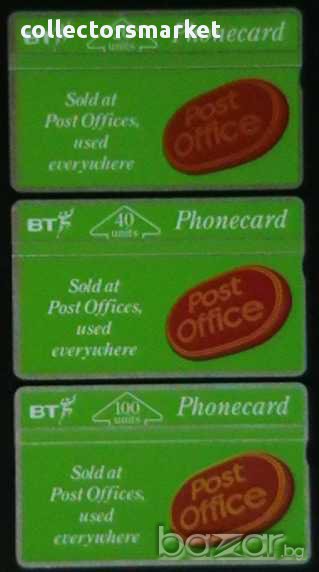 collectorsmarket
BT Phonecard
units
Sold at
Post Offices,
used
everywhere
Post
Office
BT 40 Phonecard
units
Sold at
Post Offices,
used
everywhere
Post
Office
BT 100 Phonecard
units
Sold at
Post Offices,
used
everywhere
Post
Office
bazar.bg